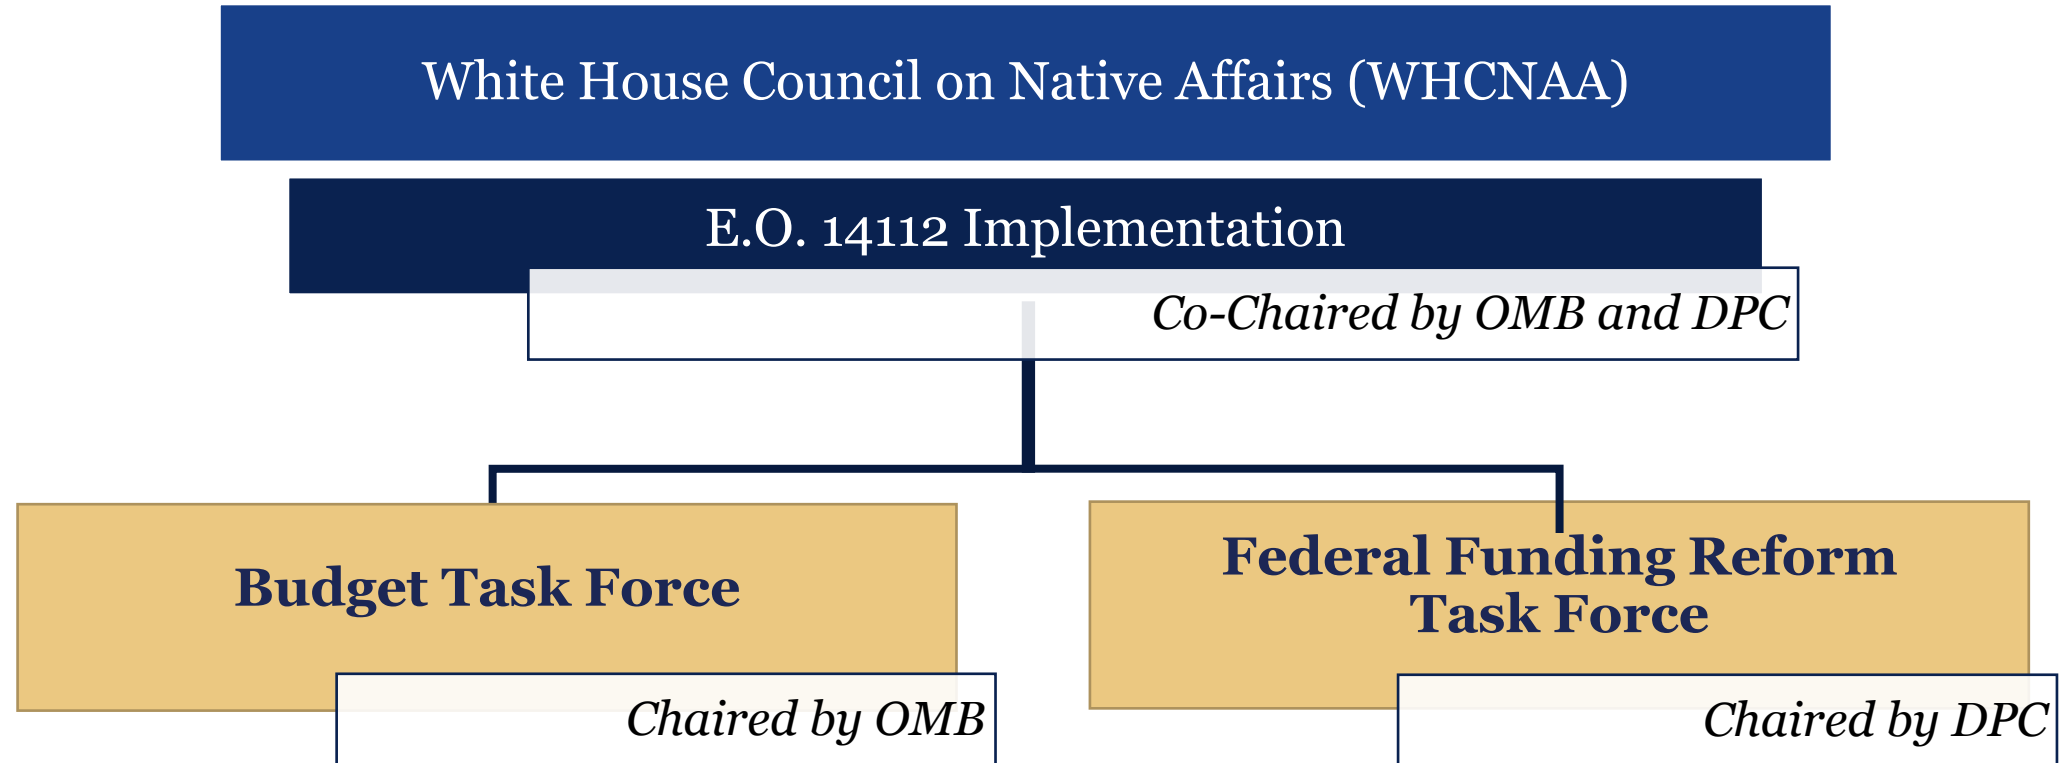 White House Council on Native Affairs (WHCNAA)
E.O. 14112 Implementation
Co-Chaired by OMB and DPC
Budget Task Force
Chaired by OMB
Federal Funding Reform
Task Force
Chaired by DPC